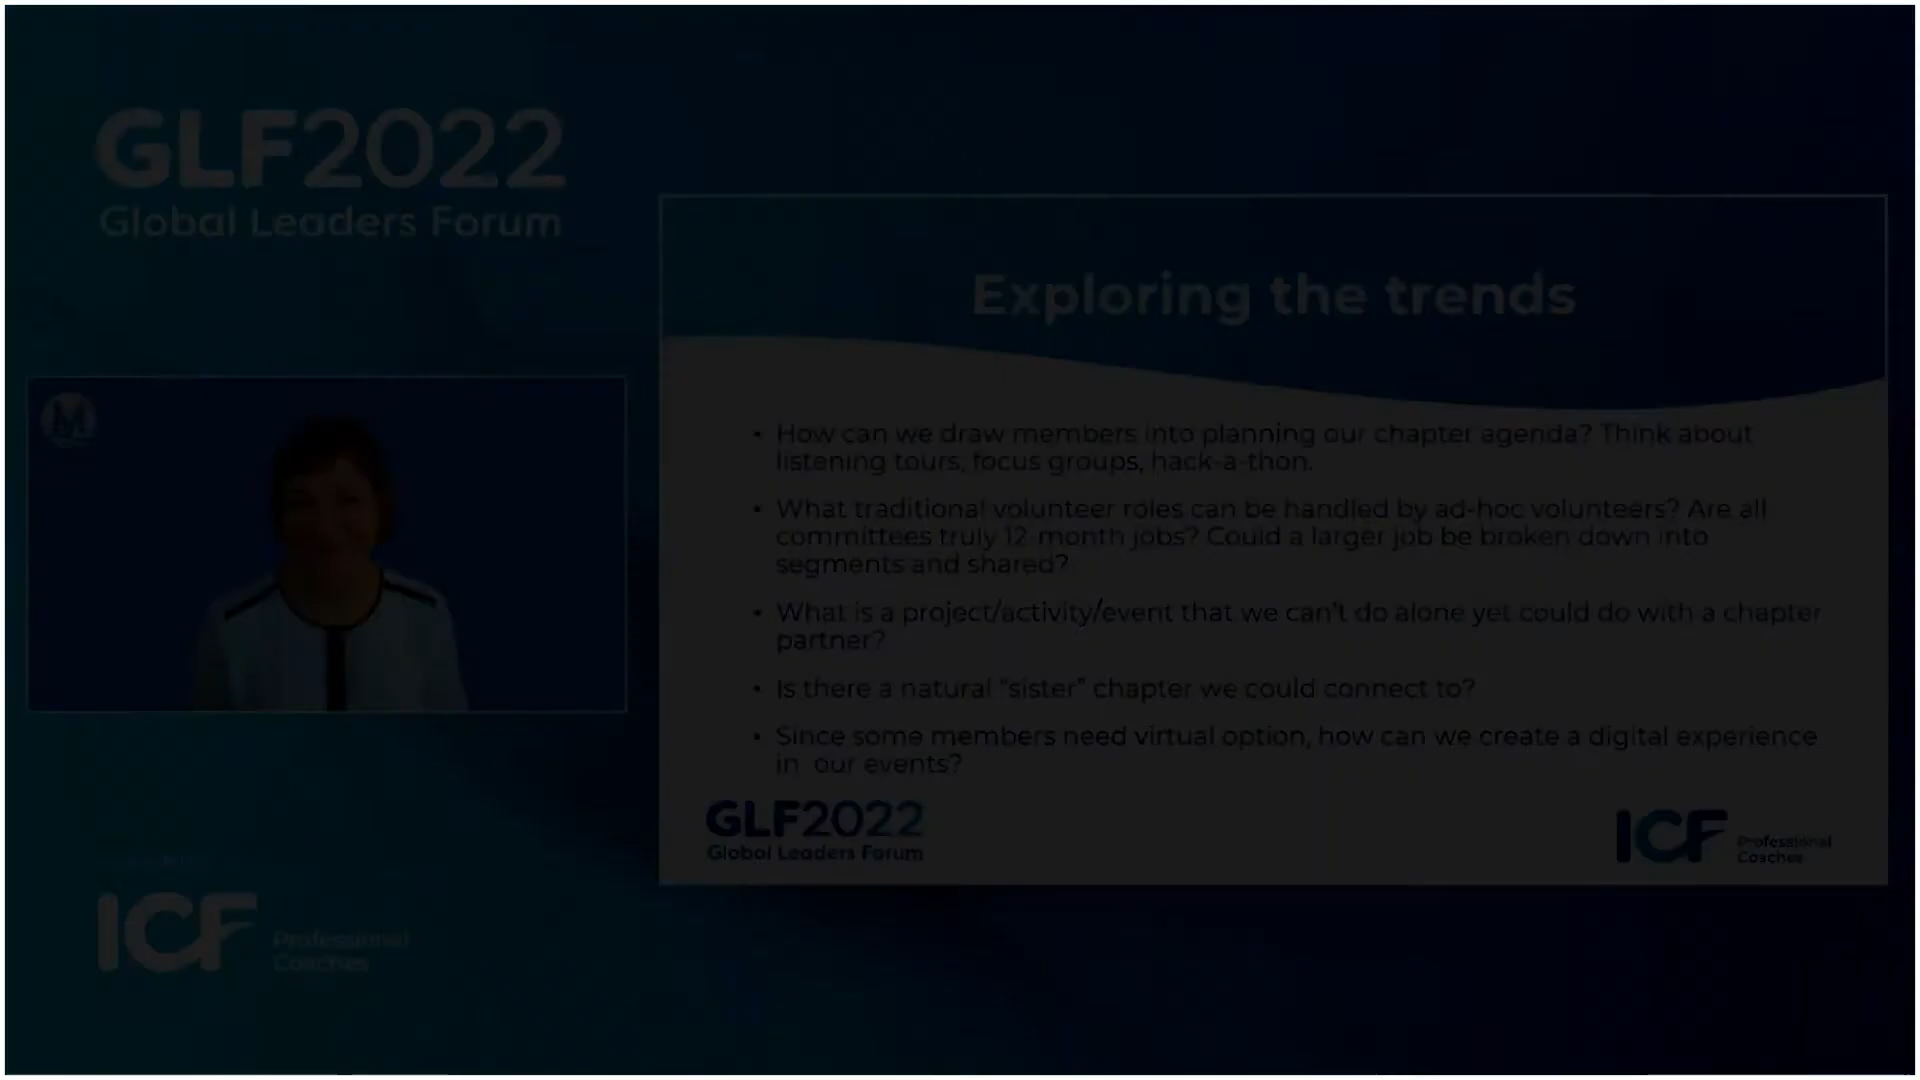 GLF2022
Global Leaders Forum
M
Exploring the trends
• How can we draw members into planning our chapter agenda? Think about
listening tours, focus groups, hack-a-thon.
• What traditional volunteer roles can be handled by ad-hoc volunteers? Are all
committees truly 12 month jobs? Could a larger job be broken down into
segments and shared?
• What is a project/activity/event that we can't do alone yet could do with a chapter
partner?
• Is there a natural "sister" chapter we could connect to?
• Since some members need virtual option, how can we create a digital experience
in our events?
GLF2022
Global Leaders Forum
ICF Professional
Coaches
ICF Professional
Coaches